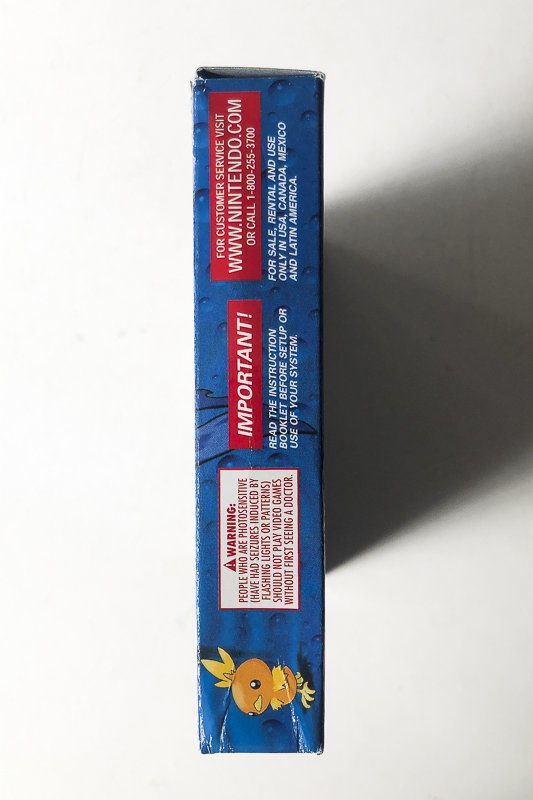 ⚠ WARNING:
PEOPLE WHO ARE PHOTOSENSITIVE
(HAVE HAD SEIZURES INDUCED BY
FLASHING LIGHTS OR PATTERNS)
SHOULD NOT PLAY VIDEO GAMES
WITHOUT FIRST SEEING A DOCTOR.
IMPORTANT!
READ THE INSTRUCTION
BOOKLET BEFORE SETUP OR
USE OF YOUR SYSTEM.
FOR CUSTOMER SERVICE VISIT
WWW.NINTENDO.COM
OR CALL 1-800-255-3700
FOR SALE, RENTAL AND USE
ONLY IN USA, CANADA, MEXICO
AND LATIN AMERICA.